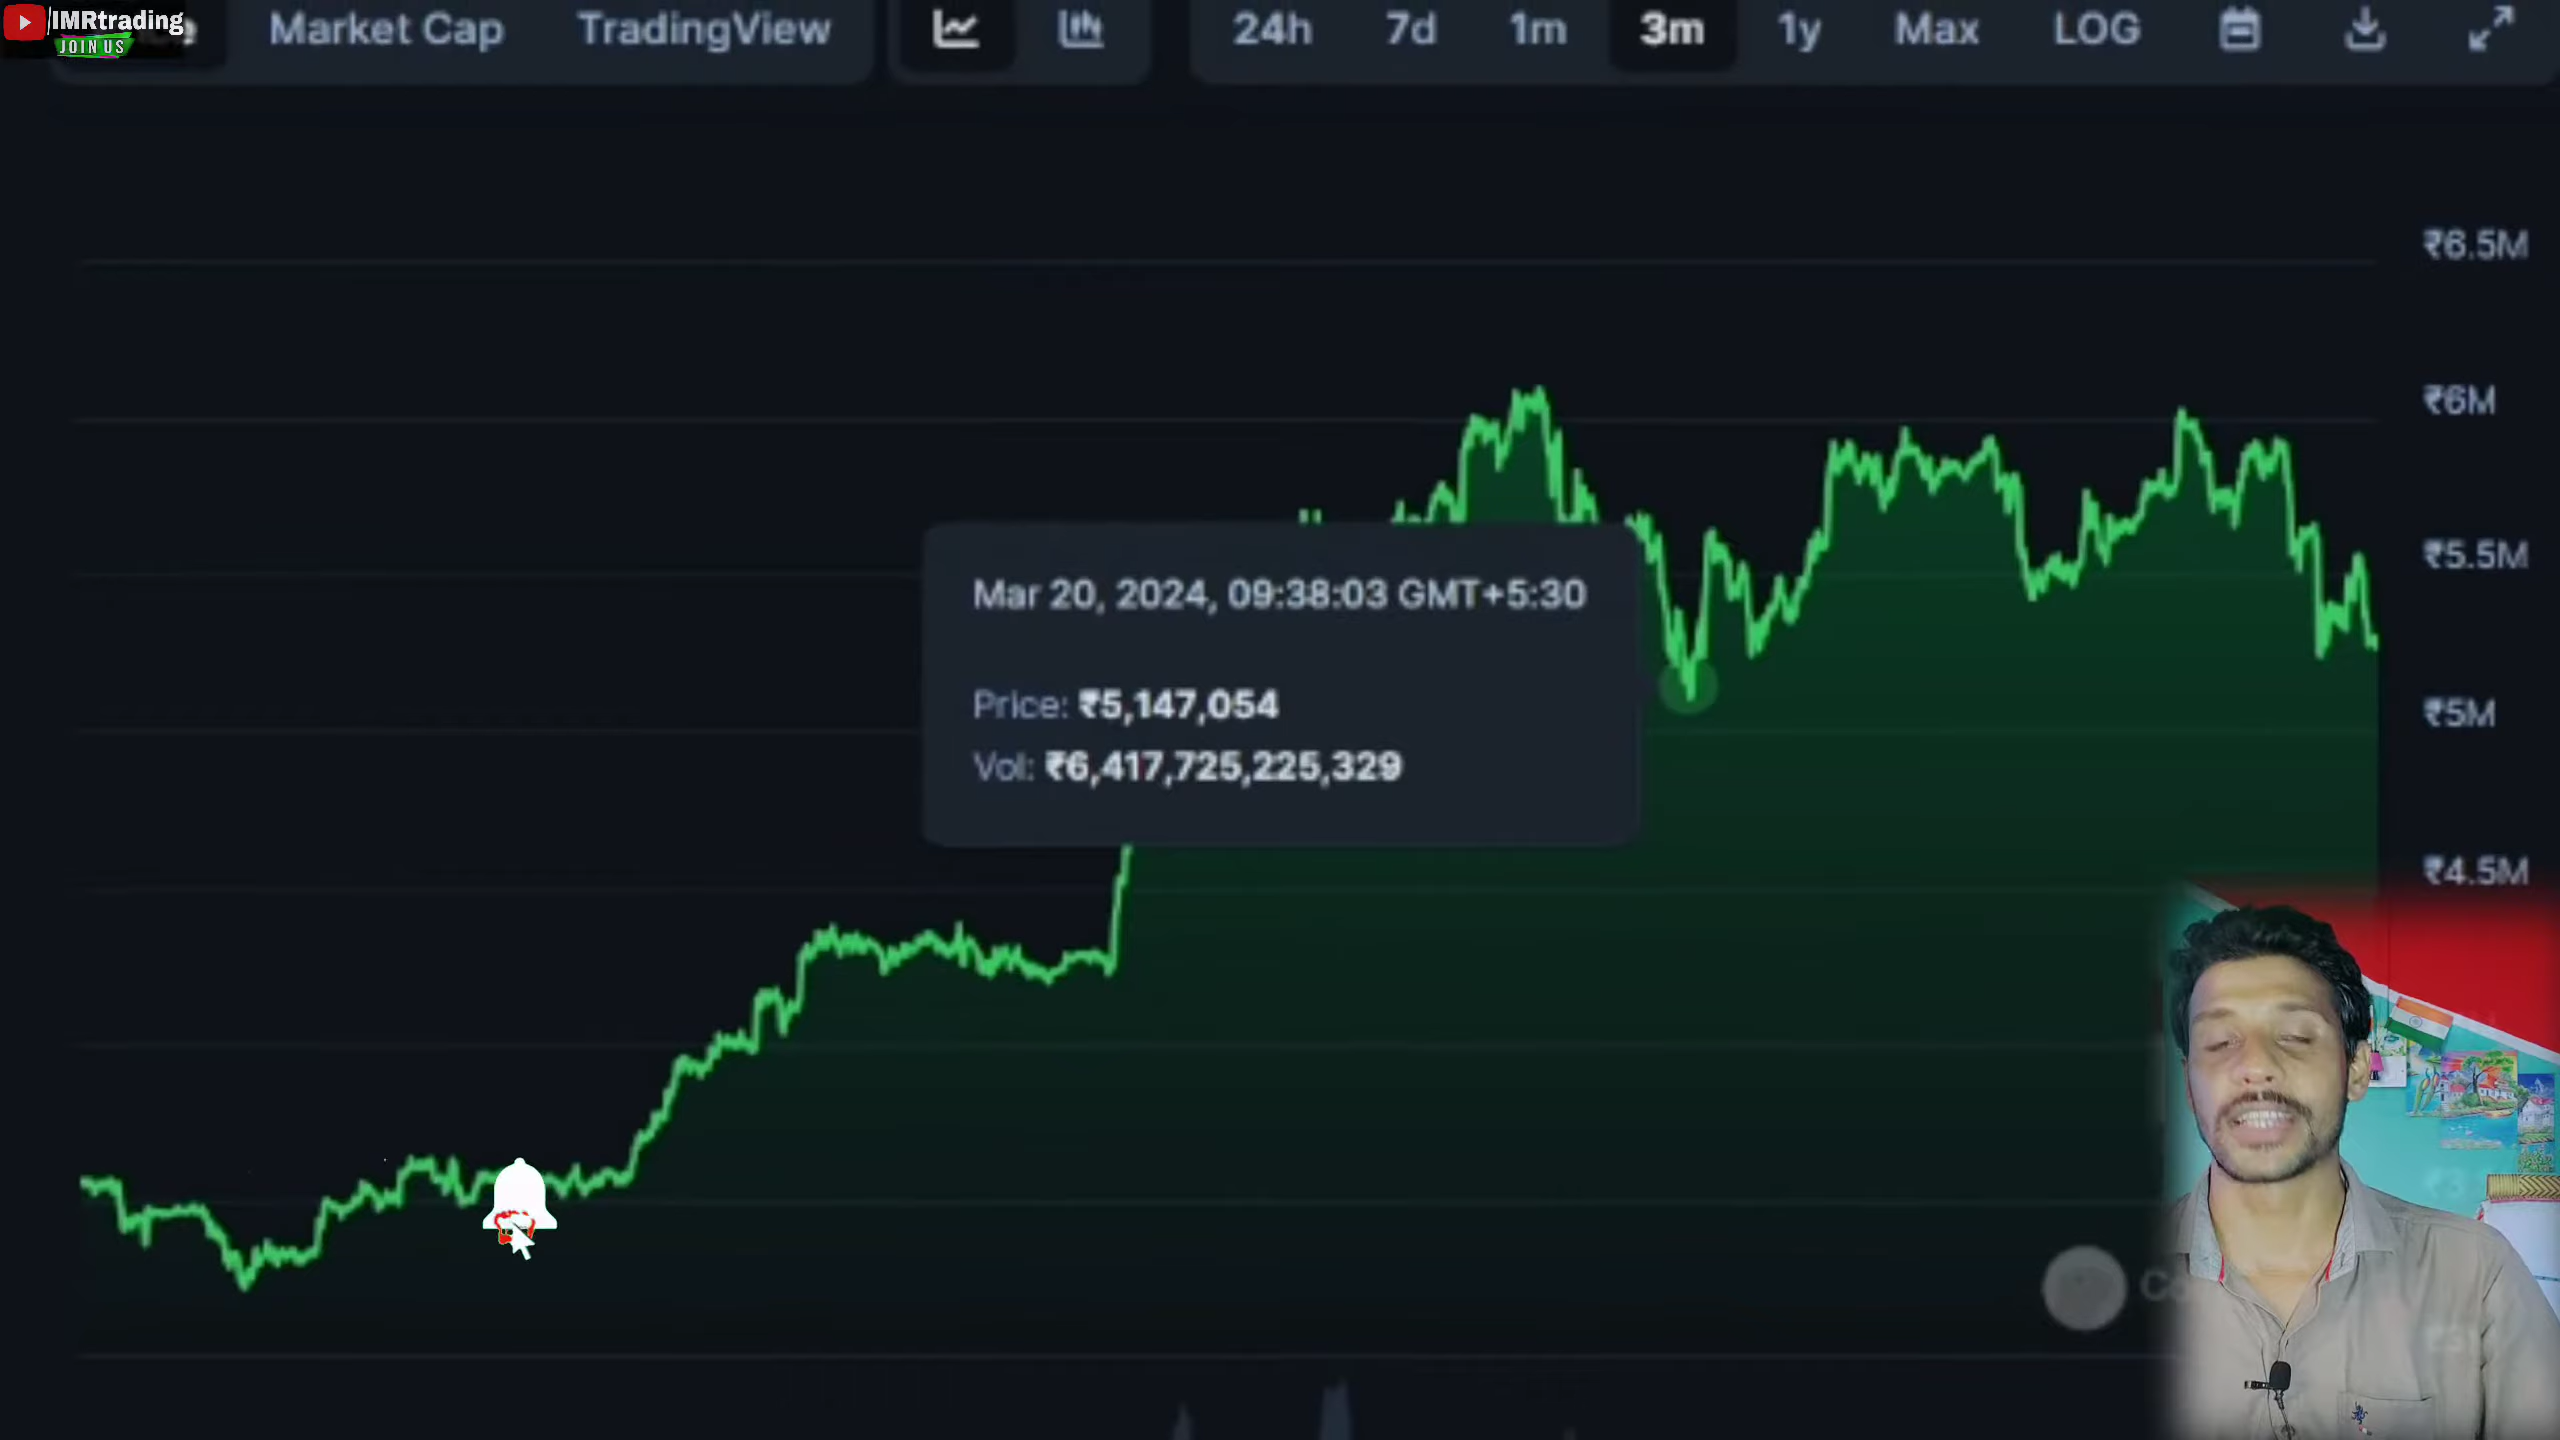 /IMRtrading
JOIN US
Market Cap
TradingView
24h
7d
1m
3m
1y
Max
LOG
₹6.5M
₹6M
₹5.5M
₹5M
₹4.5M
Mar 20, 2024, 09:38:03 GMT+5:30
Price: ₹5,147,054
Vol: ₹6,417,725,225,329